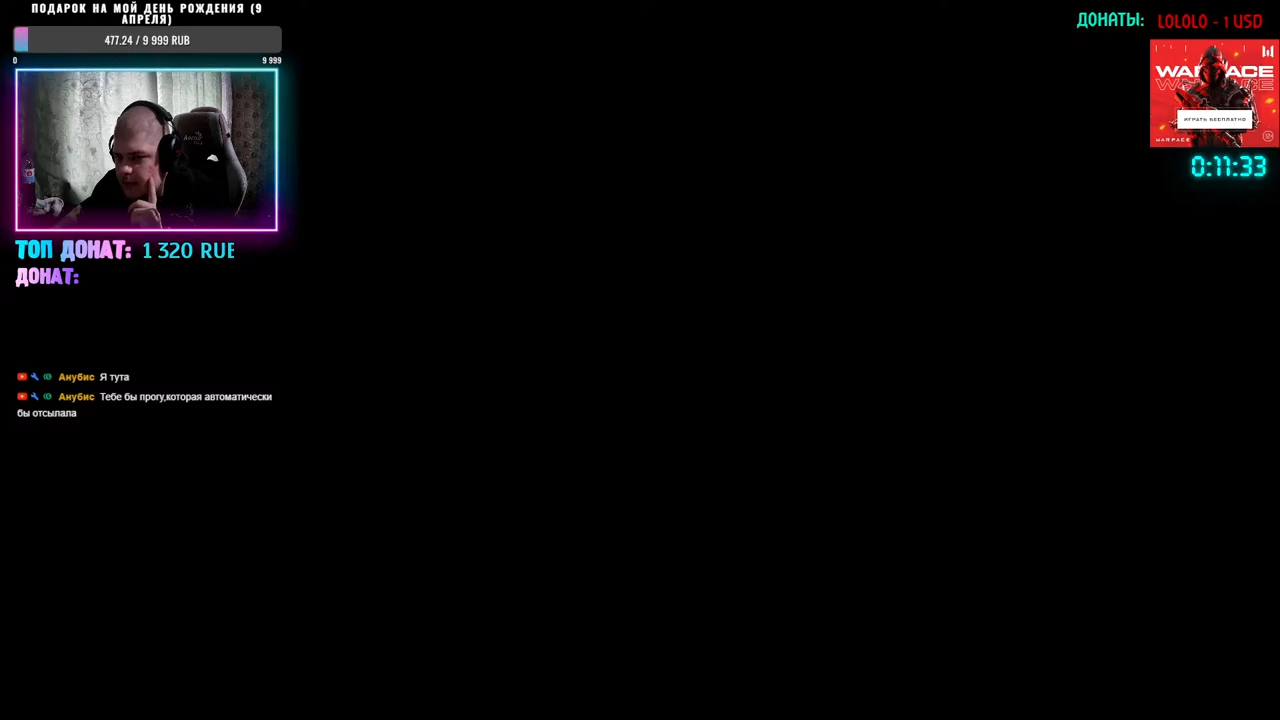 ПОДАРОК НА МОЙ ДЕНЬ РОЖДЕНИЯ (9
АПРЕЛЯ)
477.24 / 9 999 RUB
0 9 999
ТОП ДОНАТ: 1 320 RUB
ДОНАТ:
Анубис Я тута
Анубис Тебе бы прогу,которая автоматически
бы отсылала
ДОНАТЫ: LOLOLO - 1 USD
WARFACE
ИГРАТЬ БЕСПЛАТНО
WARFACE
0:11:33